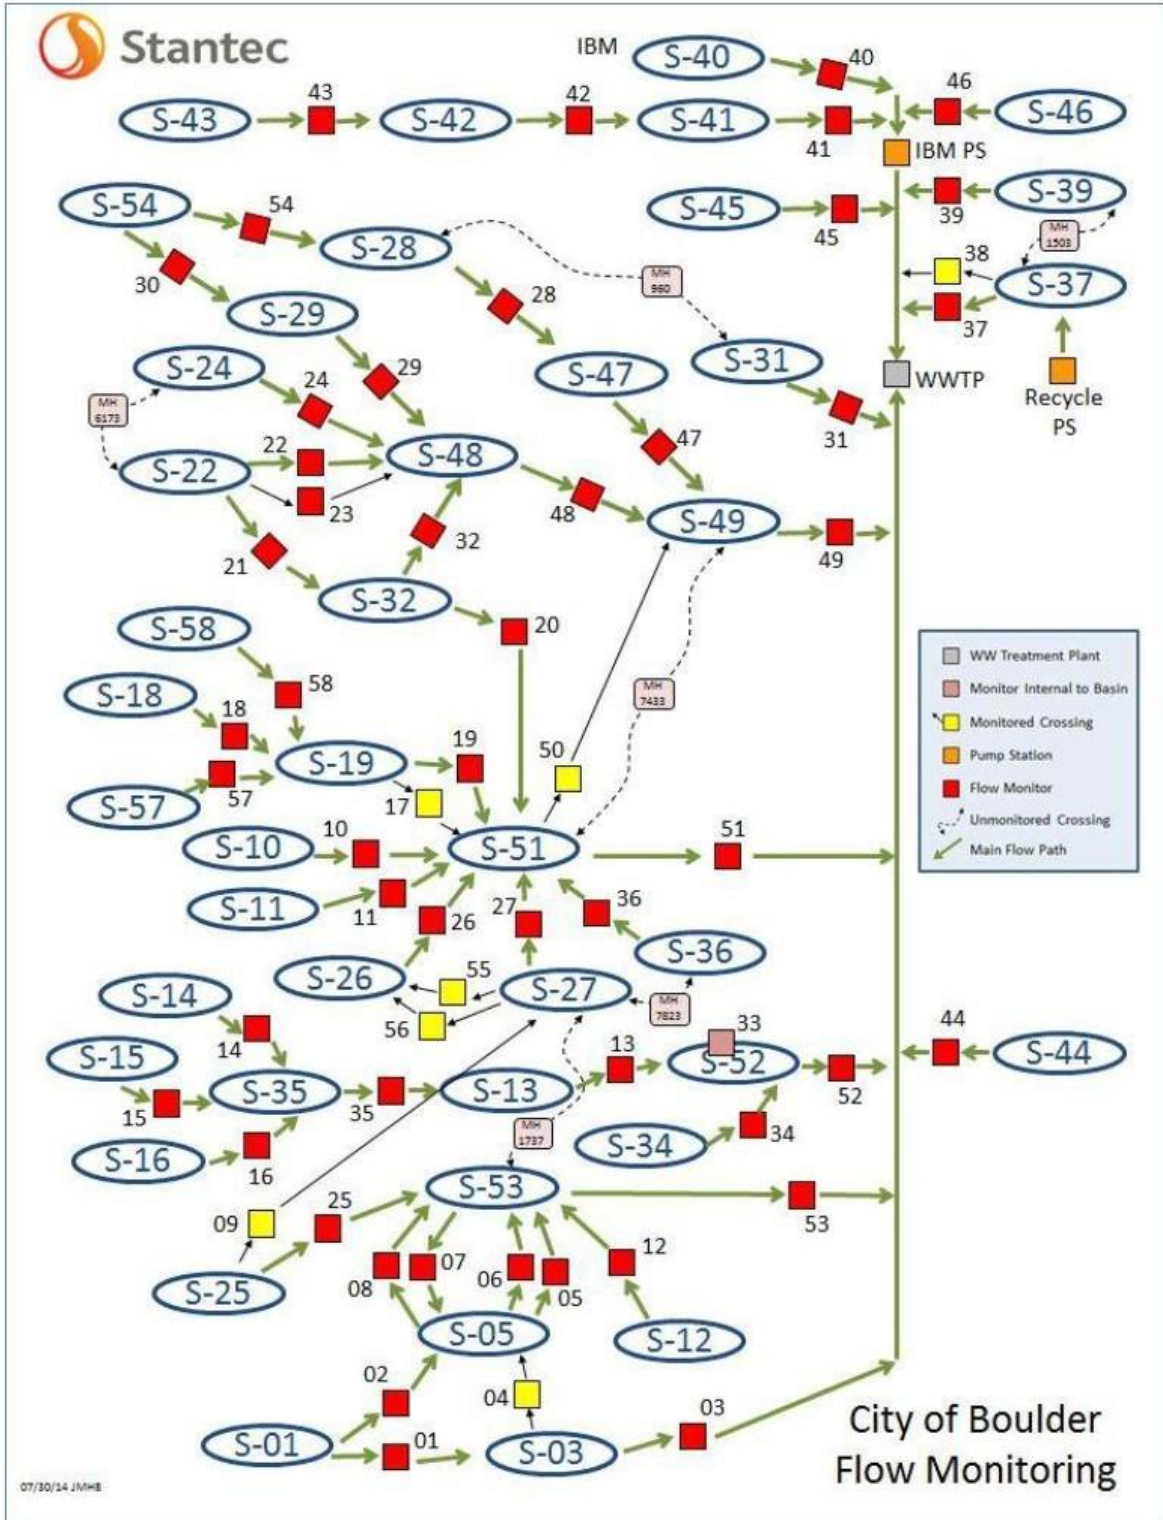 Stantec
IBM
S-40
40
46
43
42
S-43
S-42
S-41
41
S-46
IBM PS
S-54
54
S-45
45
S-39
39
MH
1503
S-28
MH
960
38
30
28
S-37
37
S-29
S-24
24
29
S-47
S-31
31
WWTP
Recycle
PS
MH
6173
22
S-22
23
S-48
47
48
S-49
49
21
32
S-32
20
S-58
58
S-18
18
MH
7433
S-57
57
S-19
19
17
50
WW Treatment Plant
Monitor Internal to Basin
Monitored Crossing
Pump Station
Flow Monitor
Unmonitored Crossing
Main Flow Path
S-10
10
S-51
51
S-11
11
26
27
36
S-26
55
S-27
S-36
56
MH
7823
S-14
14
S-15
15
S-35
35
S-13
13
33
S-52
52
44
S-44
S-16
16
S-34
34
MH
1737
S-53
53
09
25
08
07
06
05
12
S-25
S-05
S-12
02
04
03
S-01
01
S-03
City of Boulder
Flow Monitoring
07/30/14 JMHB